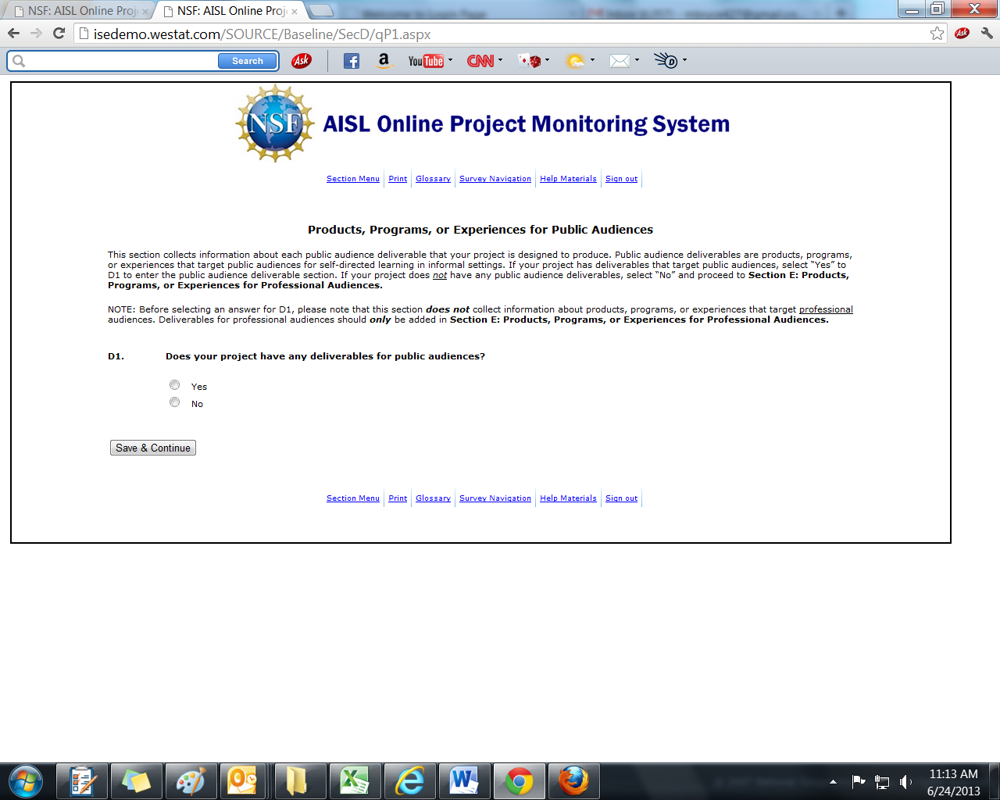 NSF: AISL Online Proj
NSF: AISL Online Proj
isedemo.westat.com/SOURCE/Baseline/SecD/qP1.aspx
Ask
Search
Ask
f
a
YouTube
CNN
D
NSF
AISL Online Project Monitoring System
Section Menu Print Glossary Survey Navigation Help Materials Sign out
Products, Programs, or Experiences for Public Audiences
This section collects information about each public audience deliverable that your project is designed to produce. Public audience deliverables are products, programs,
or experiences that target public audiences for self-directed learning in informal settings. If your project has deliverables that target public audiences, select “Yes” to
D1 to enter the public audience deliverable section. If your project does not have any public audience deliverables, select “No” and proceed to Section E: Products,
Programs, or Experiences for Professional Audiences.
NOTE: Before selecting an answer for D1, please note that this section does not collect information about products, programs, or experiences that target professional
audiences. Deliverables for professional audiences should only be added in Section E: Products, Programs, or Experiences for Professional Audiences.
D1. Does your project have any deliverables for public audiences?
Yes
No
Save & Continue
Section Menu Print Glossary Survey Navigation Help Materials Sign out
11:13 AM
6/24/2013